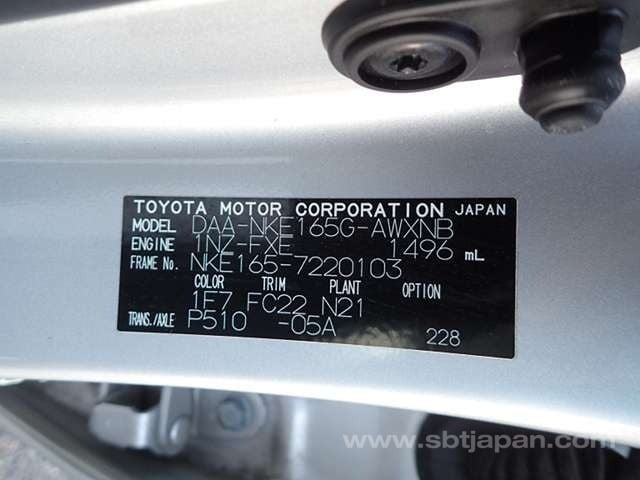 TOYOTA MOTOR CORPORATION JAPAN
MODEL DAA-NKE165G-AWXNB
ENGINE 1NZ-FXE 1496 mL
FRAME No. NKE165-7220103
COLOR TRIM PLANT OPTION
1F7 FC22 N21
TRANS./AXLE P510 -05A
228
www.sbtjapan.com